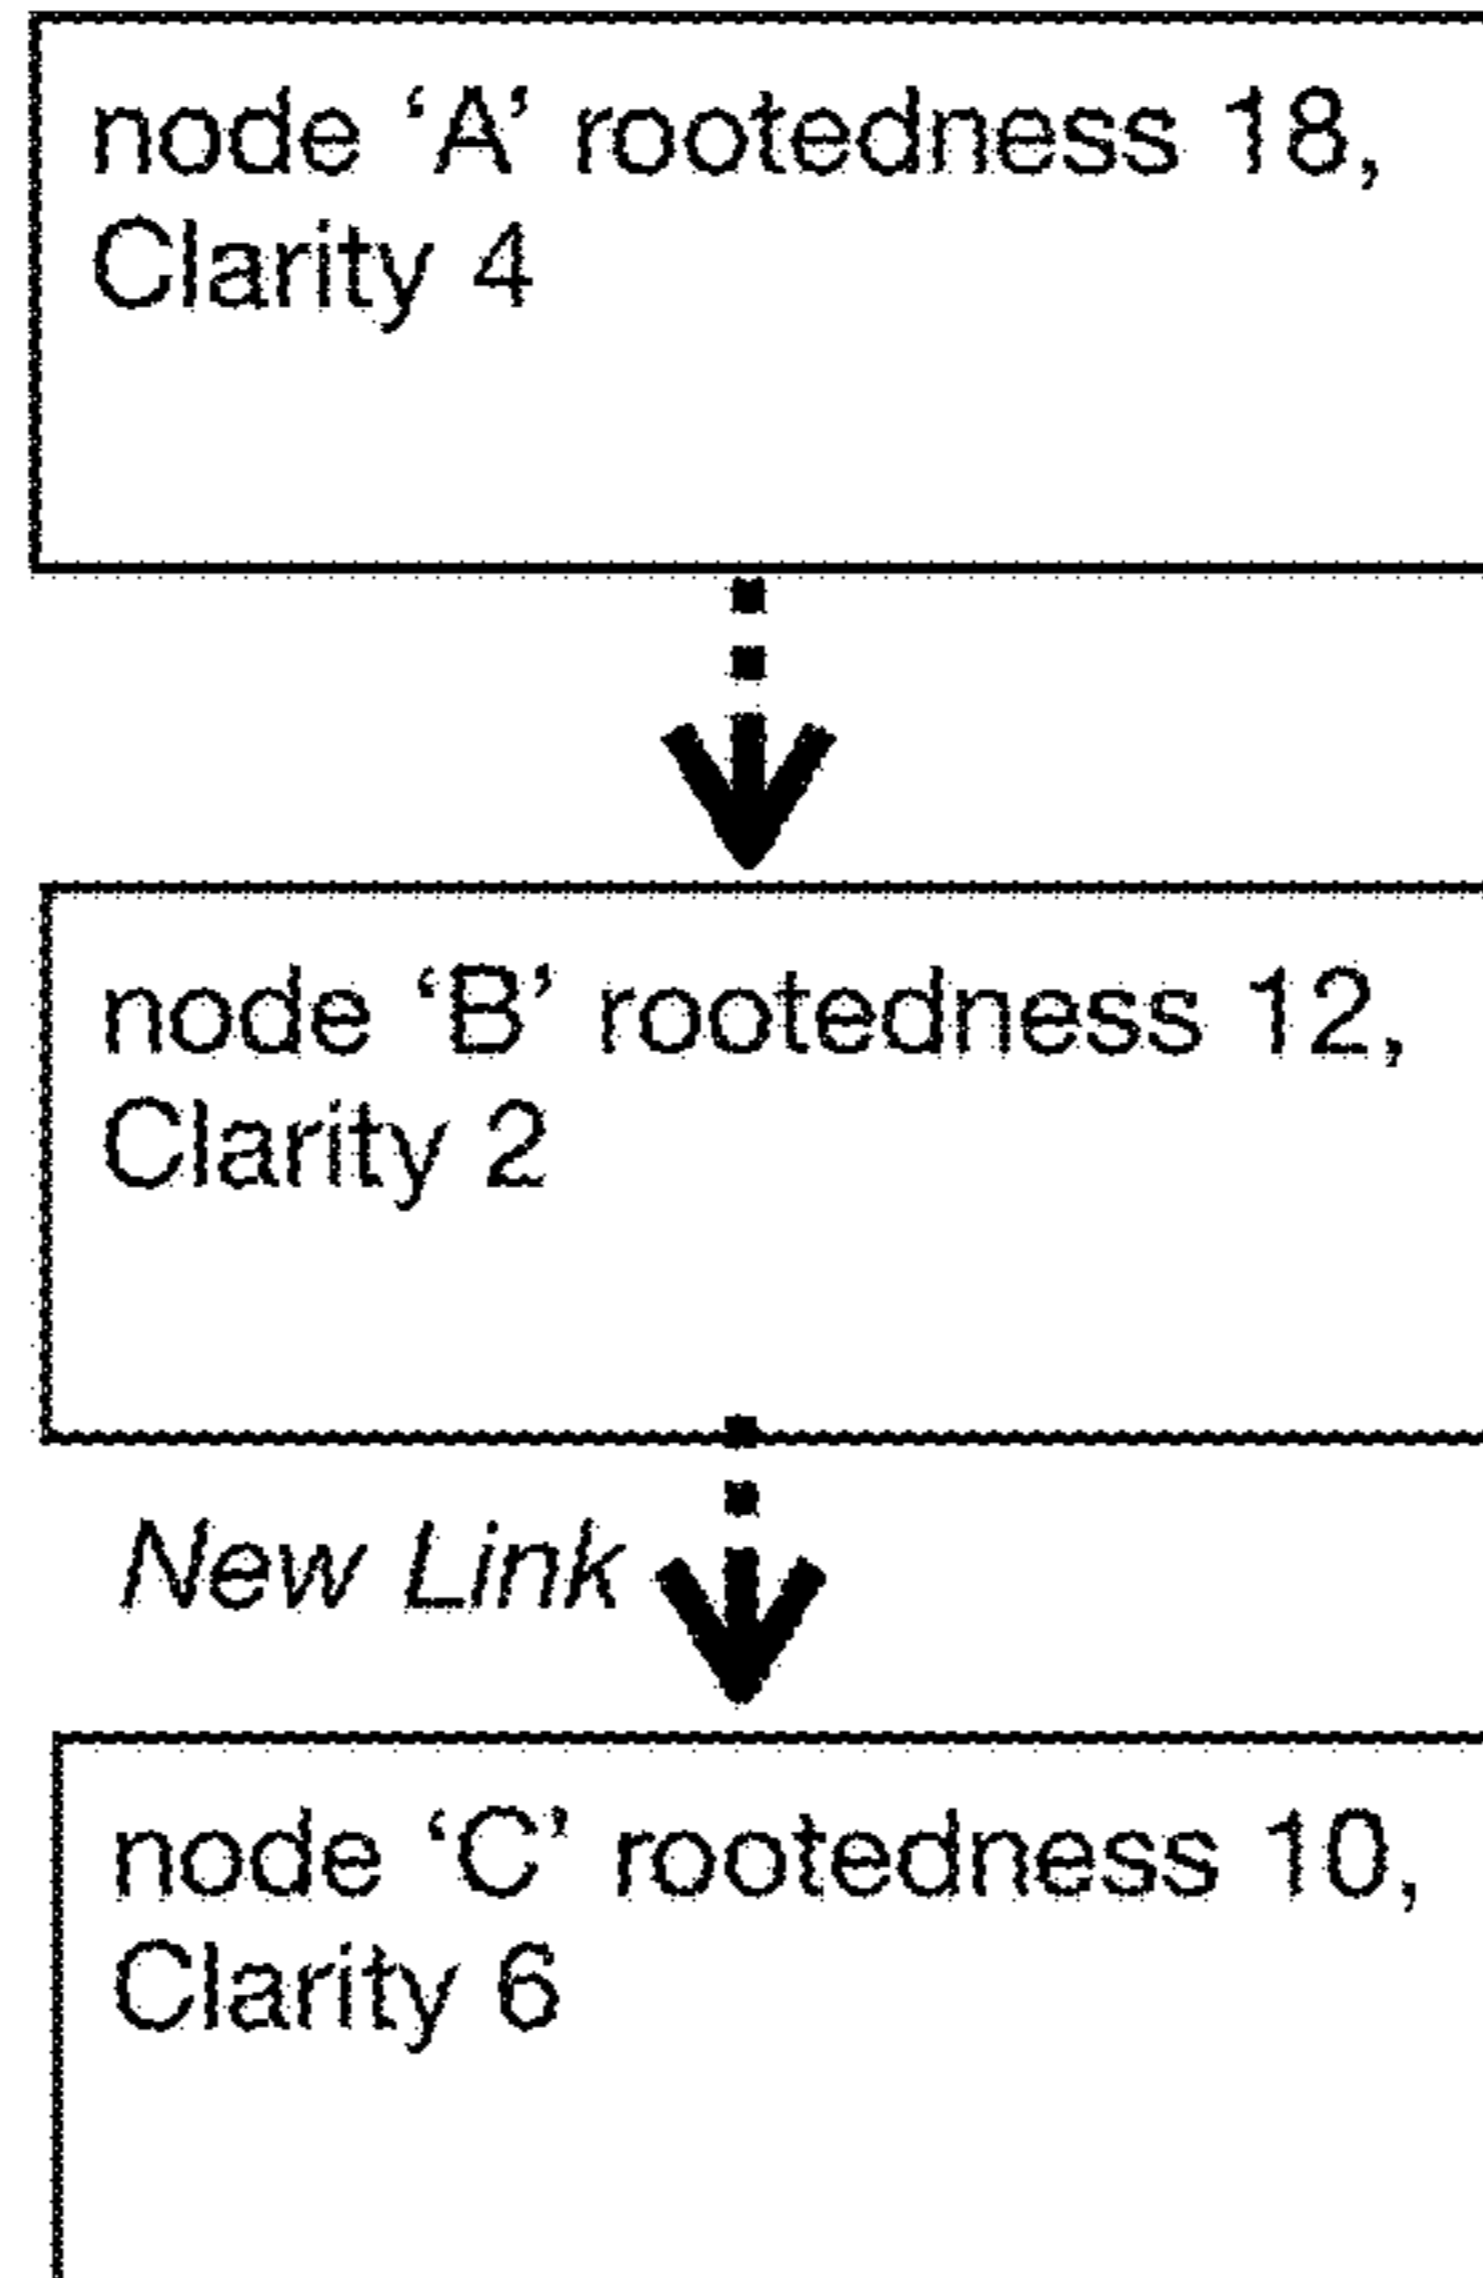 node ‘A’ rootedness 18,
Clarity 4
node ‘B’ rootedness 12,
Clarity 2
New Link
node ‘C’ rootedness 10,
Clarity 6